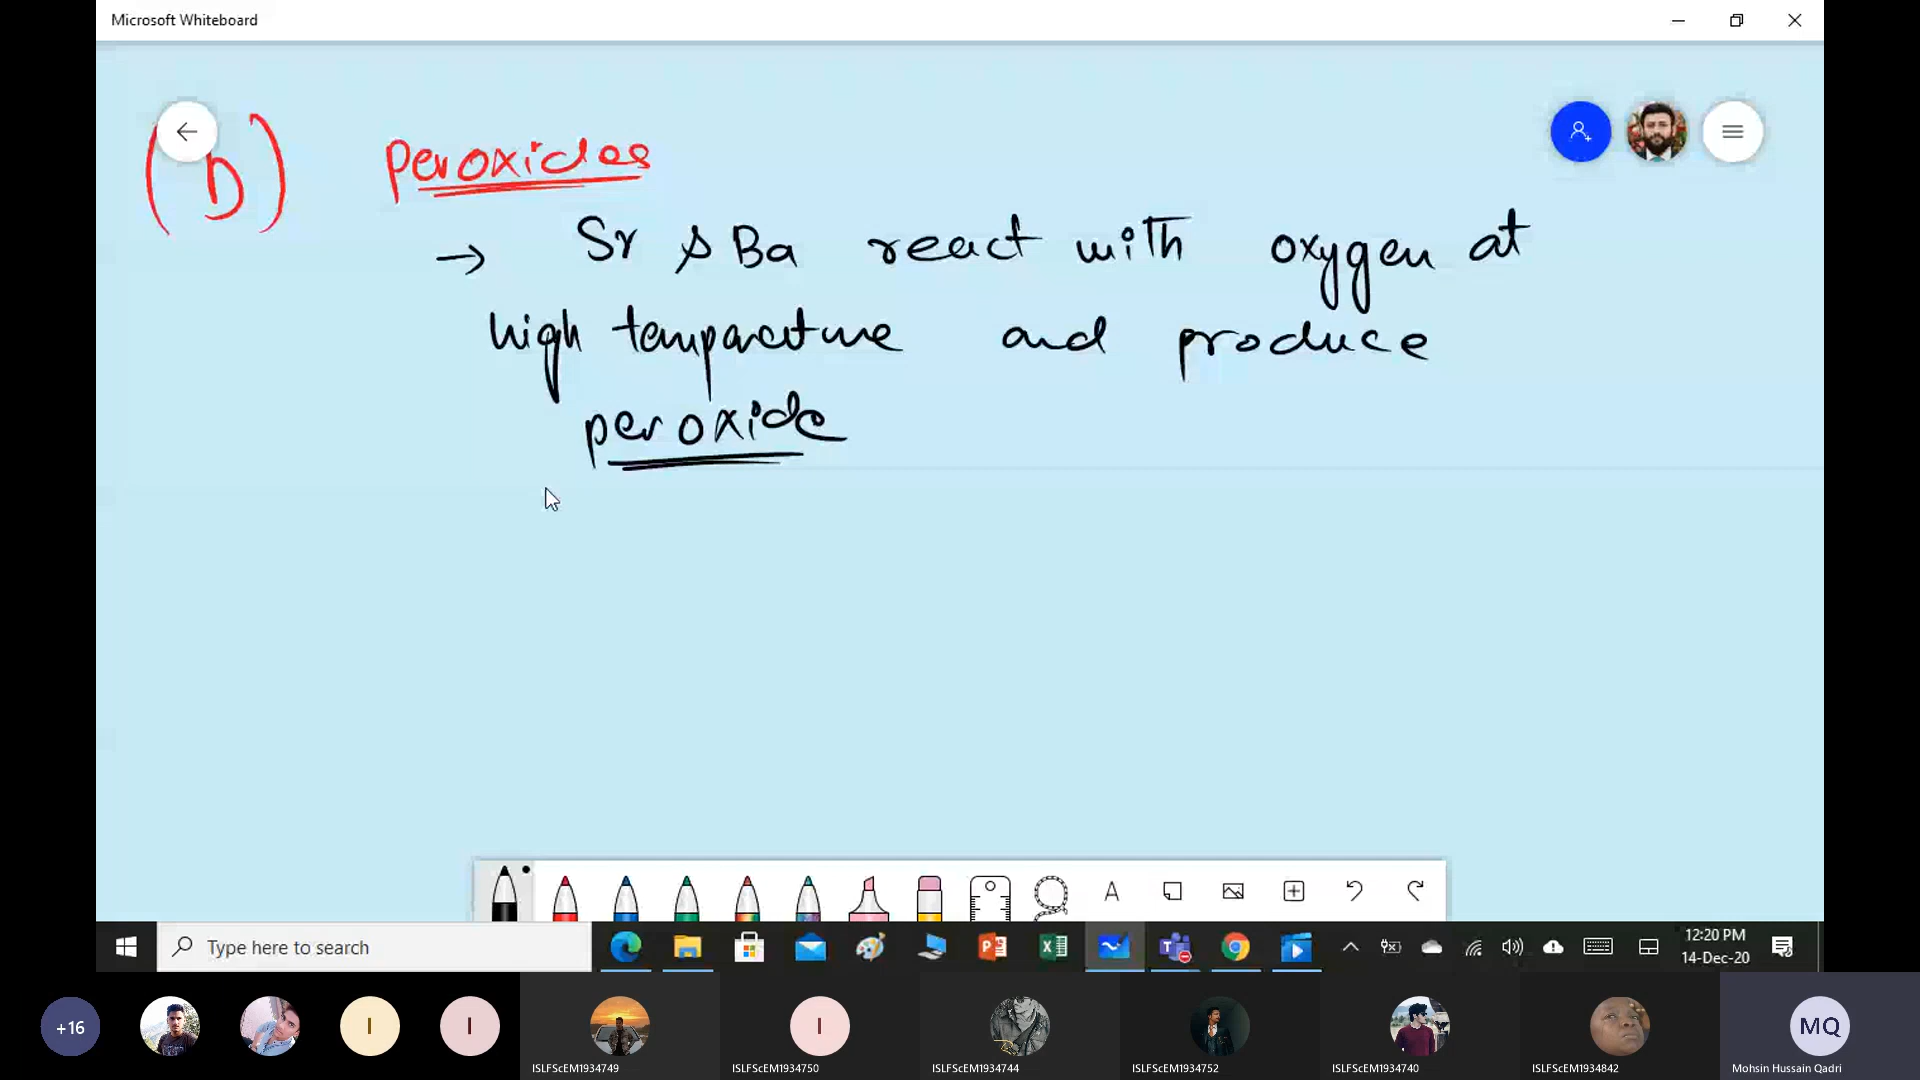 Microsoft Whiteboard
(b) Peroxides
→ Sr & Ba react with oxygen at
high temparature and produce
peroxide
A
Type here to search
12:20 PM
14-Dec-20
+16
I
I
I
MQ
ISLFScEM1934749
ISLFScEM1934750
ISLFScEM1934744
ISLFScEM1934752
ISLFScEM1934740
ISLFScEM1934842
Mohsin Hussain Qadri